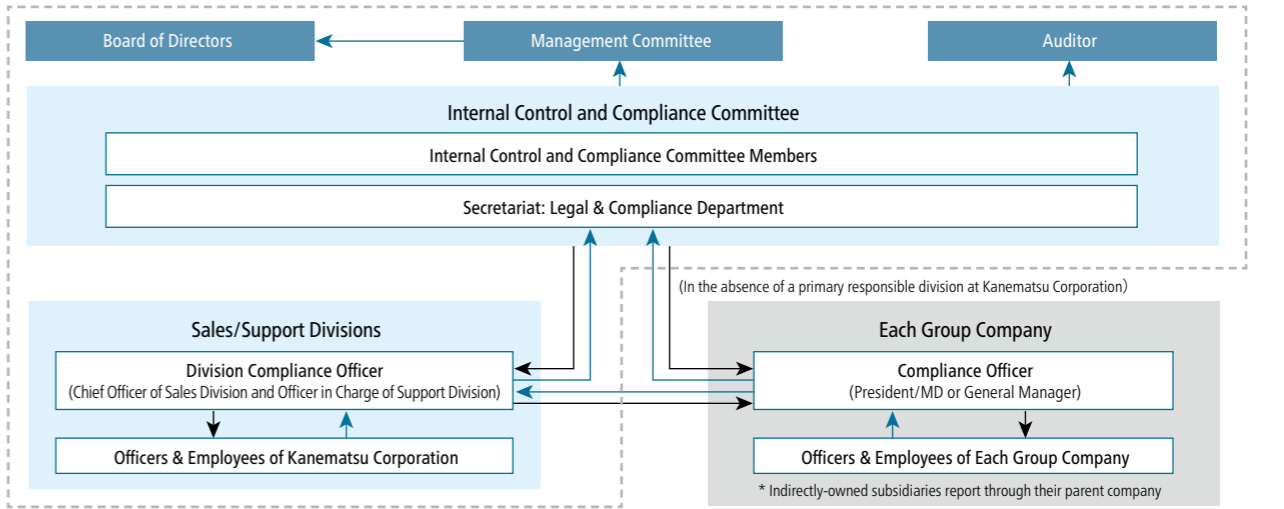 Board of Directors
Management Committee
Auditor
Internal Control and Compliance Committee
Internal Control and Compliance Committee Members
Secretariat: Legal & Compliance Department
(In the absence of a primary responsible division at Kanematsu Corporation)
Sales/Support Divisions
Division Compliance Officer
(Chief Officer of Sales Division and Officer in Charge of Support Division)
Officers & Employees of Kanematsu Corporation
Each Group Company
Compliance Officer
(President/MD or General Manager)
Officers & Employees of Each Group Company
* Indirectly-owned subsidiaries report through their parent company